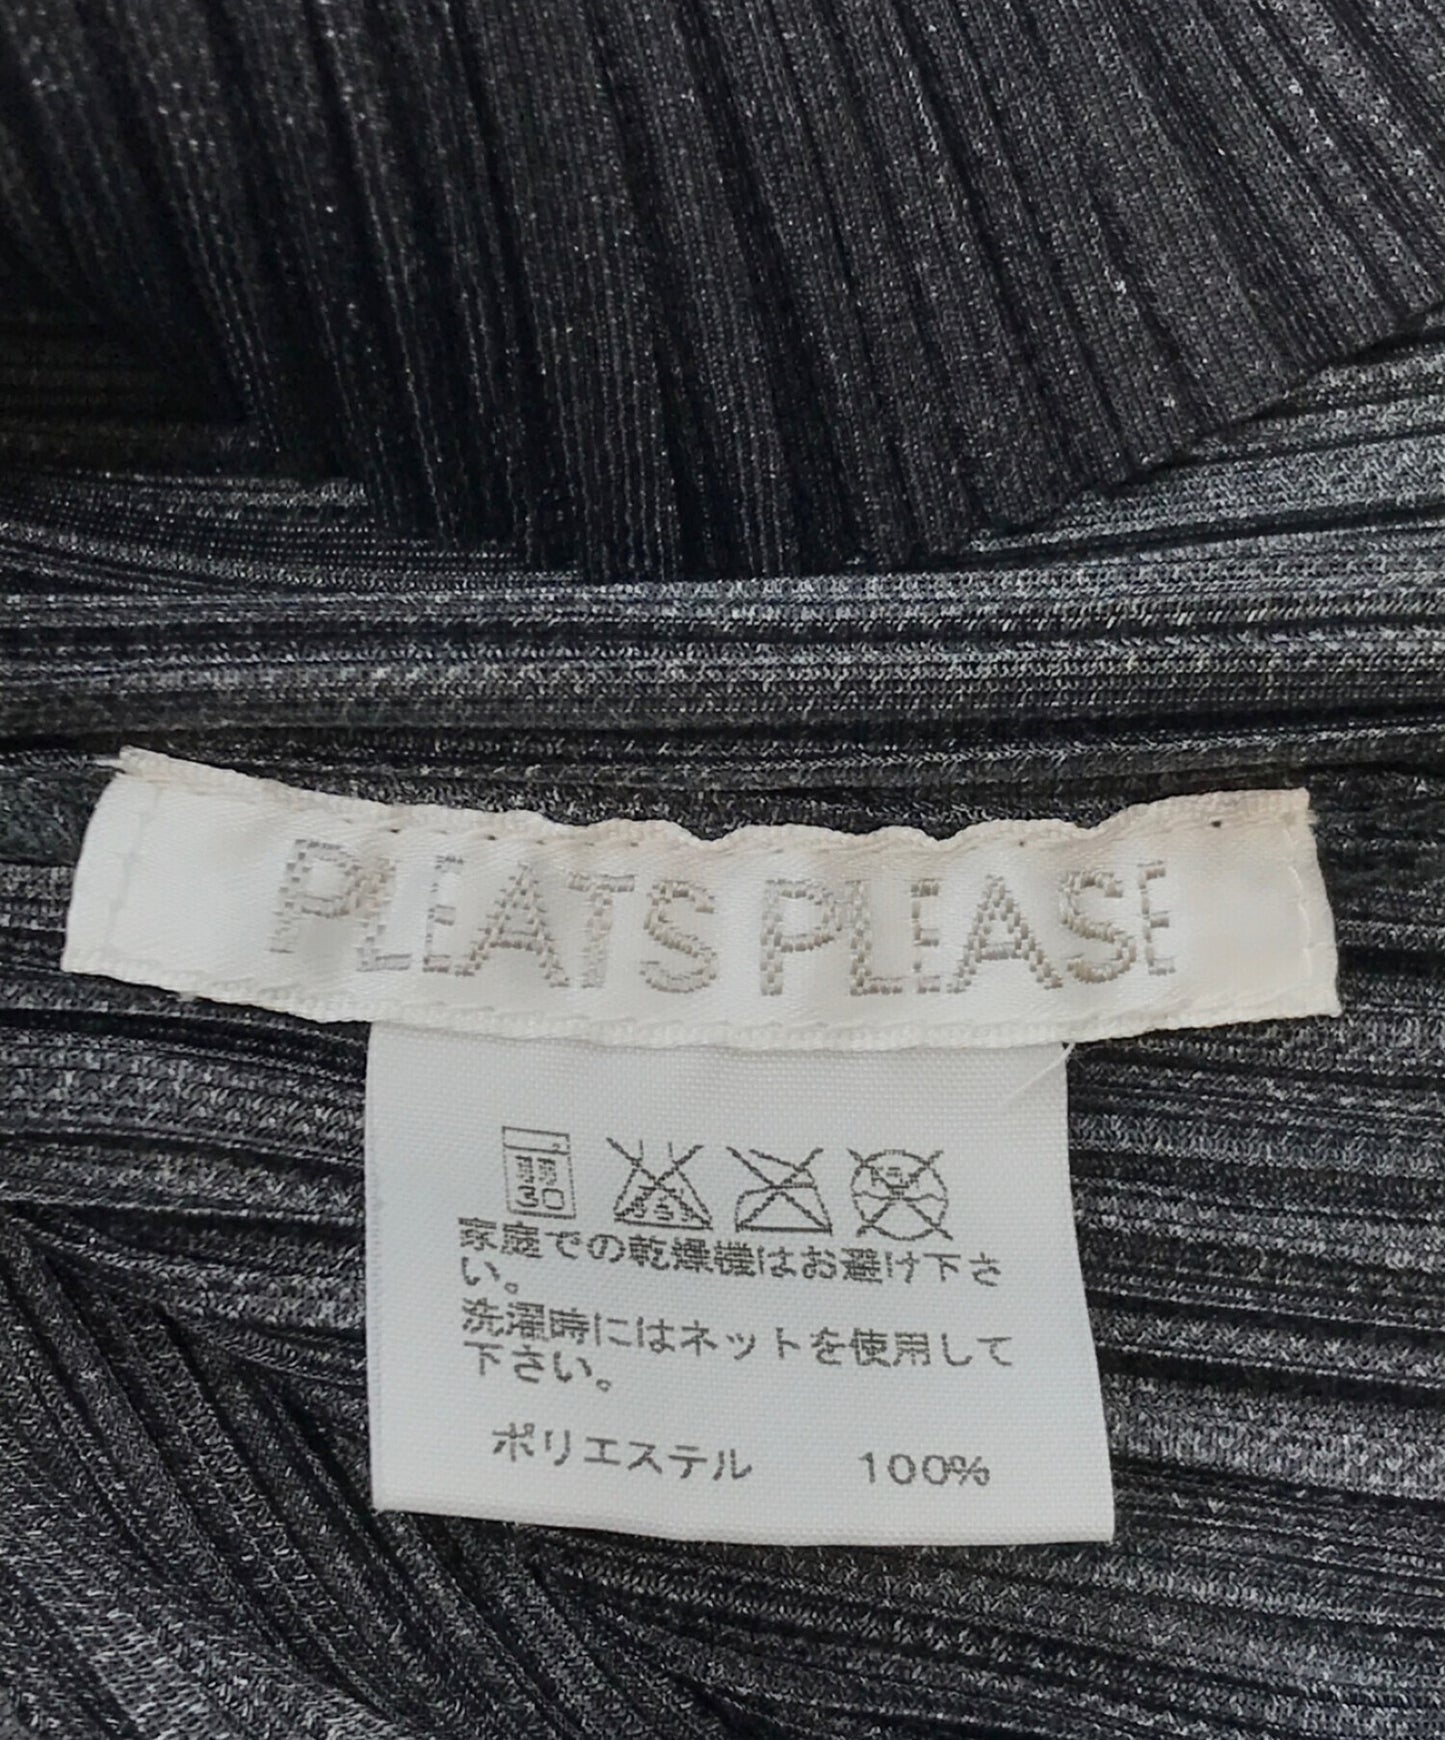 PLEATS PLEASE
30
家庭での乾燥機はお避け下さ
い。
洗濯時にはネットを使用して
下さい。
ポリエステル 100%